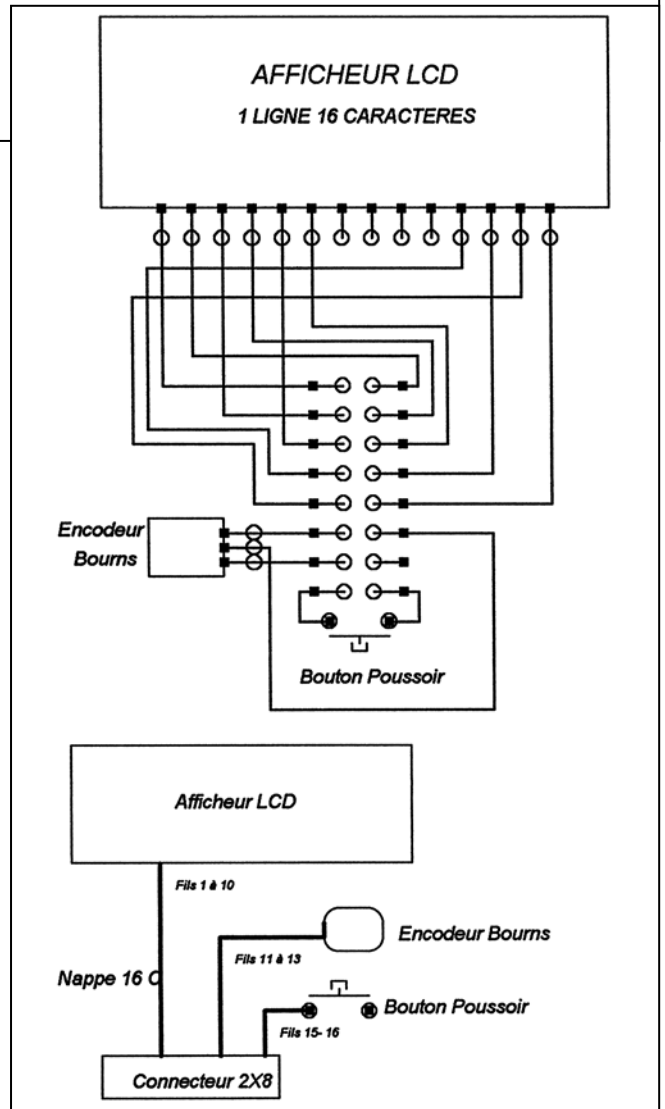 AFFICHEUR LCD
1 LIGNE 16 CARACTERES
Encodeur
Bourns
Bouton Poussoir
Afficheur LCD
Fils 1 à 10
Encodeur Bourns
Fils 11 à 13
Nappe 16 C
Bouton Poussoir
Fils 15- 16
Connecteur 2X8